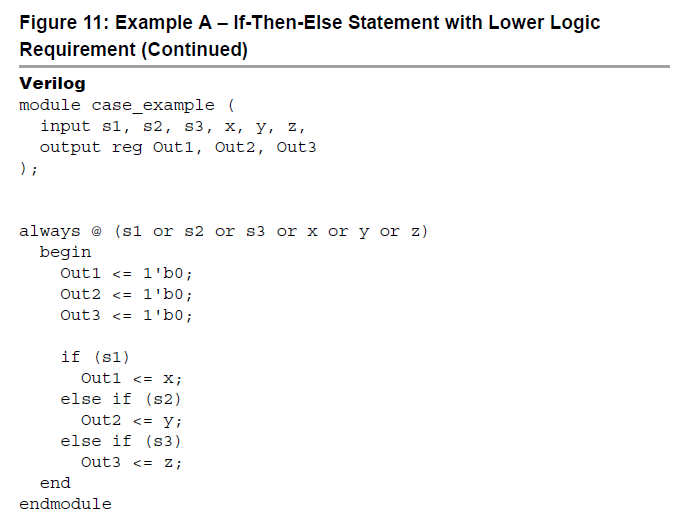 Figure 11: Example A – If-Then-Else Statement with Lower Logic
Requirement (Continued)
Verilog
module case_example (
input s1, s2, s3, x, y, z,
output reg Out1, Out2, Out3
);
always @ (s1 or s2 or s3 or x or y or z)
begin
Out1 <= 1'b0;
Out2 <= 1'b0;
Out3 <= 1'b0;
if (s1)
Out1 <= x;
else if (s2)
Out2 <= y;
else if (s3)
Out3 <= z;
end
endmodule